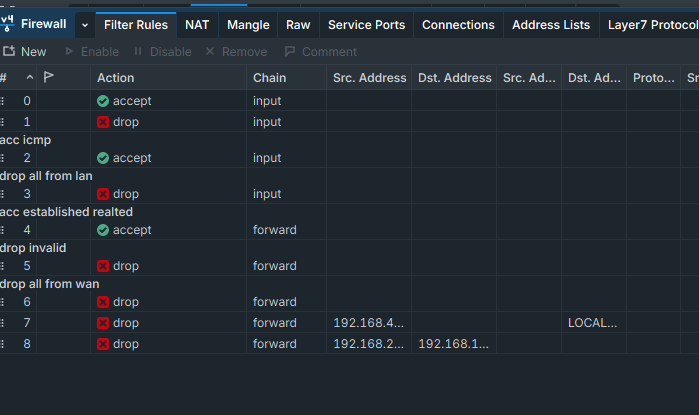 v4
6 Firewall Filter Rules NAT Mangle Raw Service Ports Connections Address Lists Layer7 Protocol
New Enable Disable Remove Comment
# Action Chain Src. Address Dst. Address Src. Ad... Dst. Ad... Proto... Sr
0 accept input
1 drop input
acc icmp
2 accept input
drop all from lan
3 drop input
acc established realted
4 accept forward
drop invalid
5 drop forward
drop all from wan
6 drop forward
7 drop forward 192.168.4... LOCAL...
8 drop forward 192.168.2... 192.168.1...